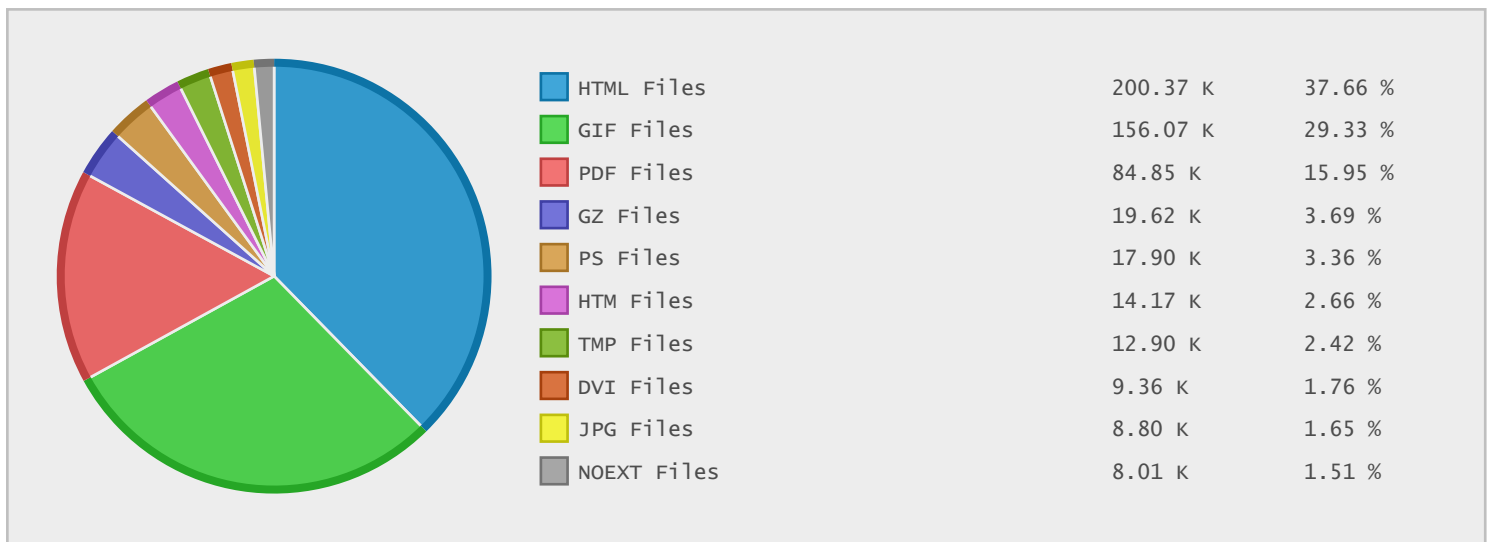 HTML Files 200.37 K 37.66 %
GIF Files 156.07 K 29.33 %
PDF Files 84.85 K 15.95 %
GZ Files 19.62 K 3.69 %
PS Files 17.90 K 3.36 %
HTM Files 14.17 K 2.66 %
TMP Files 12.90 K 2.42 %
DVI Files 9.36 K 1.76 %
JPG Files 8.80 K 1.65 %
NOEXT Files 8.01 K 1.51 %